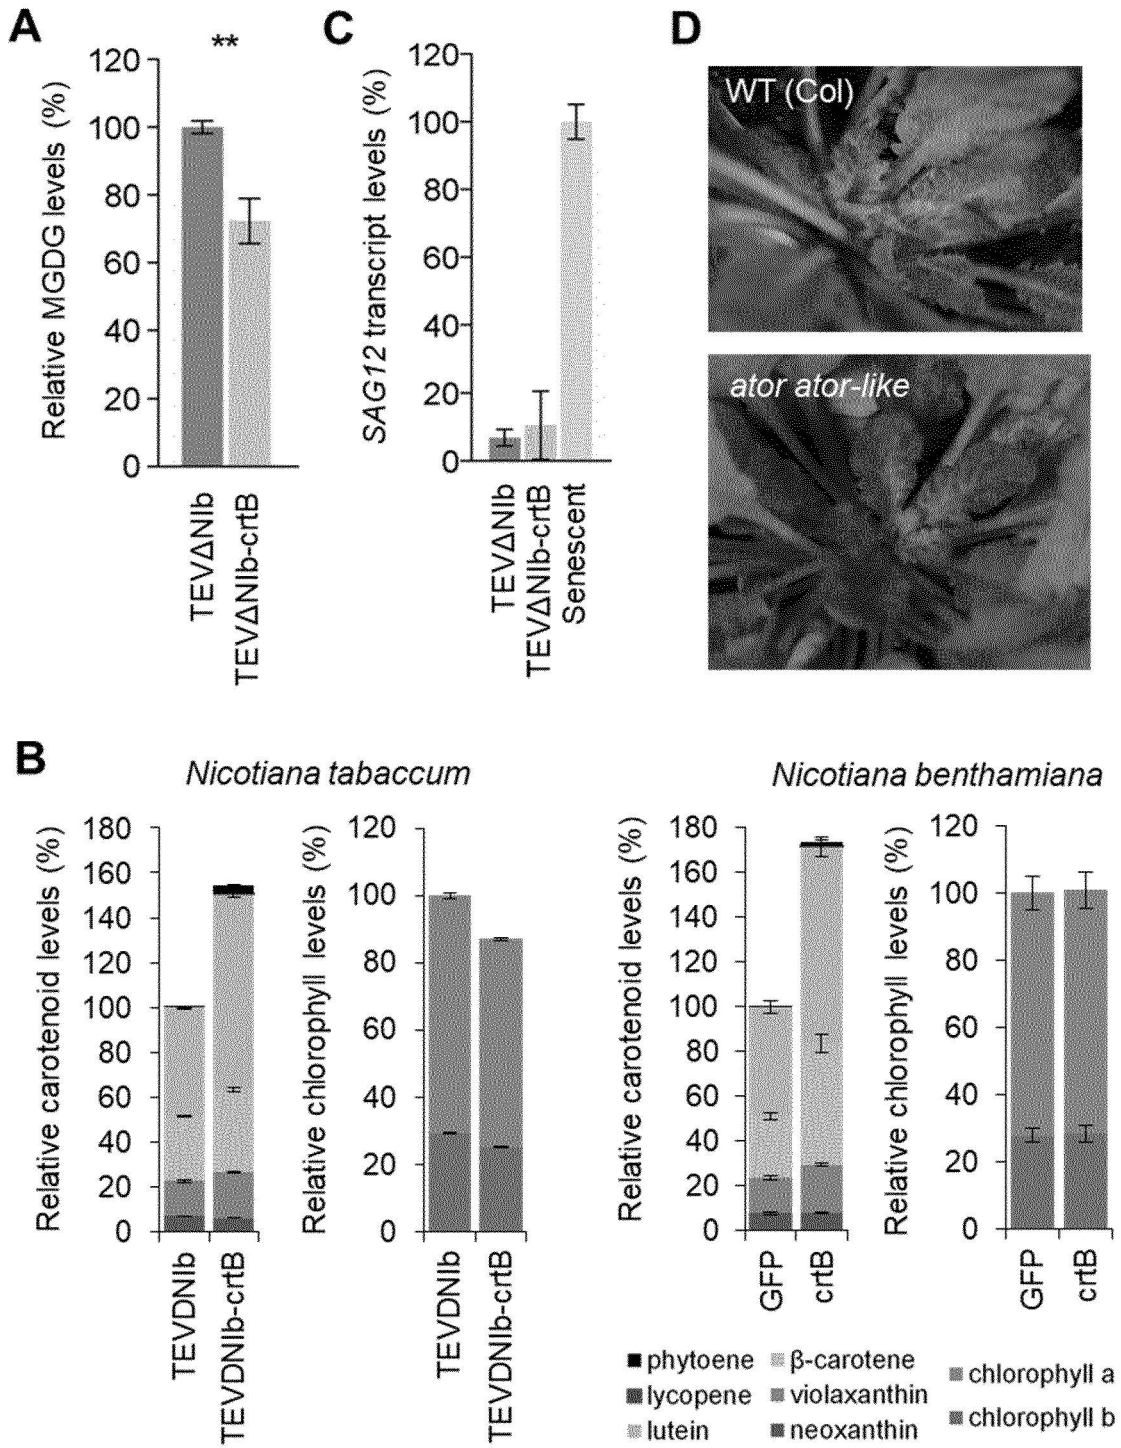 A
**
Relative MGDG levels (%)
120
100
80
60
40
20
0
TEVΔNIb
TEVΔNIb-crtB
C
SAG12 transcript levels (%)
120
100
80
60
40
20
0
TEVΔNIb
TEVΔNIb-crtB
Senescent
D
WT (Col)
ator ator-like
B
Nicotiana tabaccum
Relative carotenoid levels (%)
180
160
140
120
100
80
60
40
20
0
TEVDNIb
TEVDNIb-crtB
Relative chlorophyll levels (%)
120
100
80
60
40
20
0
TEVDNIb
TEVDNIb-crtB
Nicotiana benthamiana
Relative carotenoid levels (%)
180
160
140
120
100
80
60
40
20
0
GFP
crtB
Relative chlorophyll levels (%)
120
100
80
60
40
20
0
GFP
crtB
phytoene
β-carotene
lycopene
violaxanthin
lutein
neoxanthin
chlorophyll a
chlorophyll b